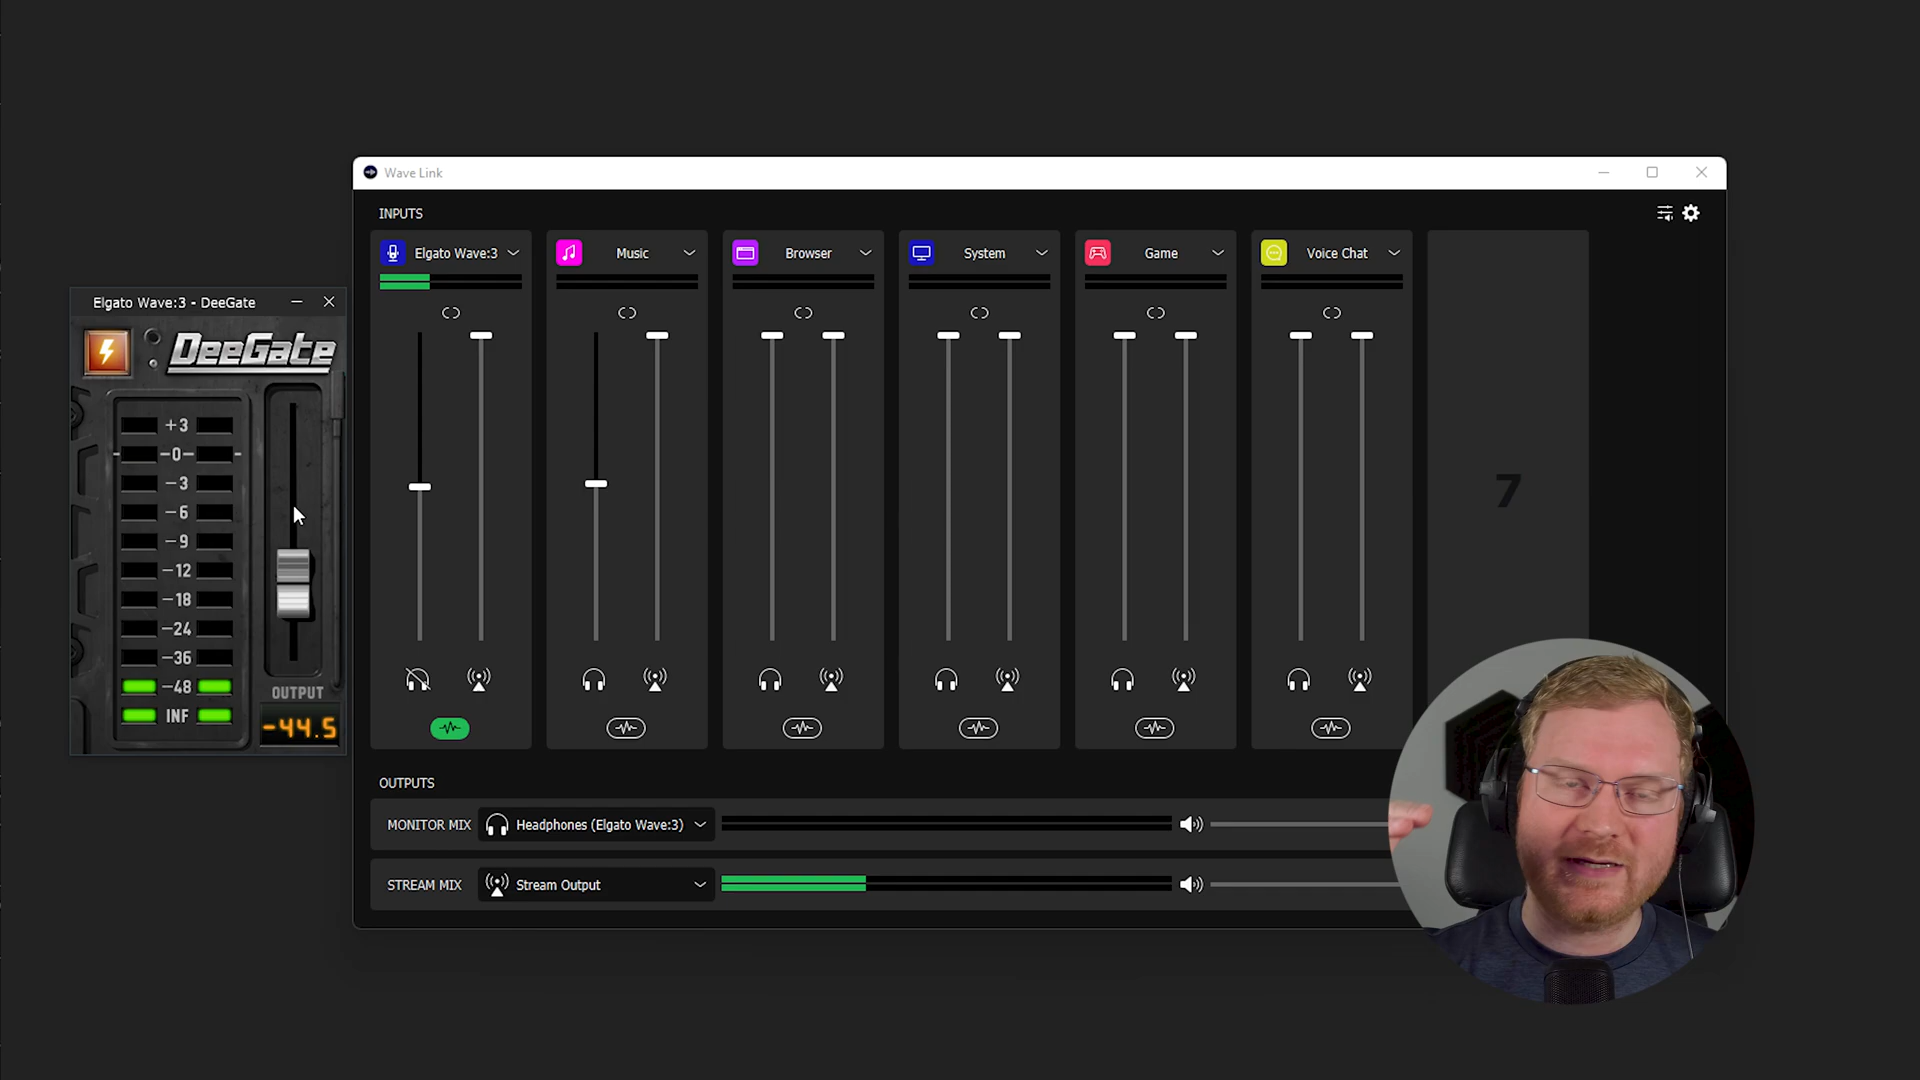 Wave Link
INPUTS
Elgato Wave:3
Music
Browser
System
Game
Voice Chat
7
Elgato Wave:3 - DeeGate
DeeGate
+3
-0-
-3
-6
-9
-12
-18
-24
-36
-48
INF
OUTPUT
-44.5
OUTPUTS
MONITOR MIX Headphones (Elgato Wave:3)
STREAM MIX Stream Output